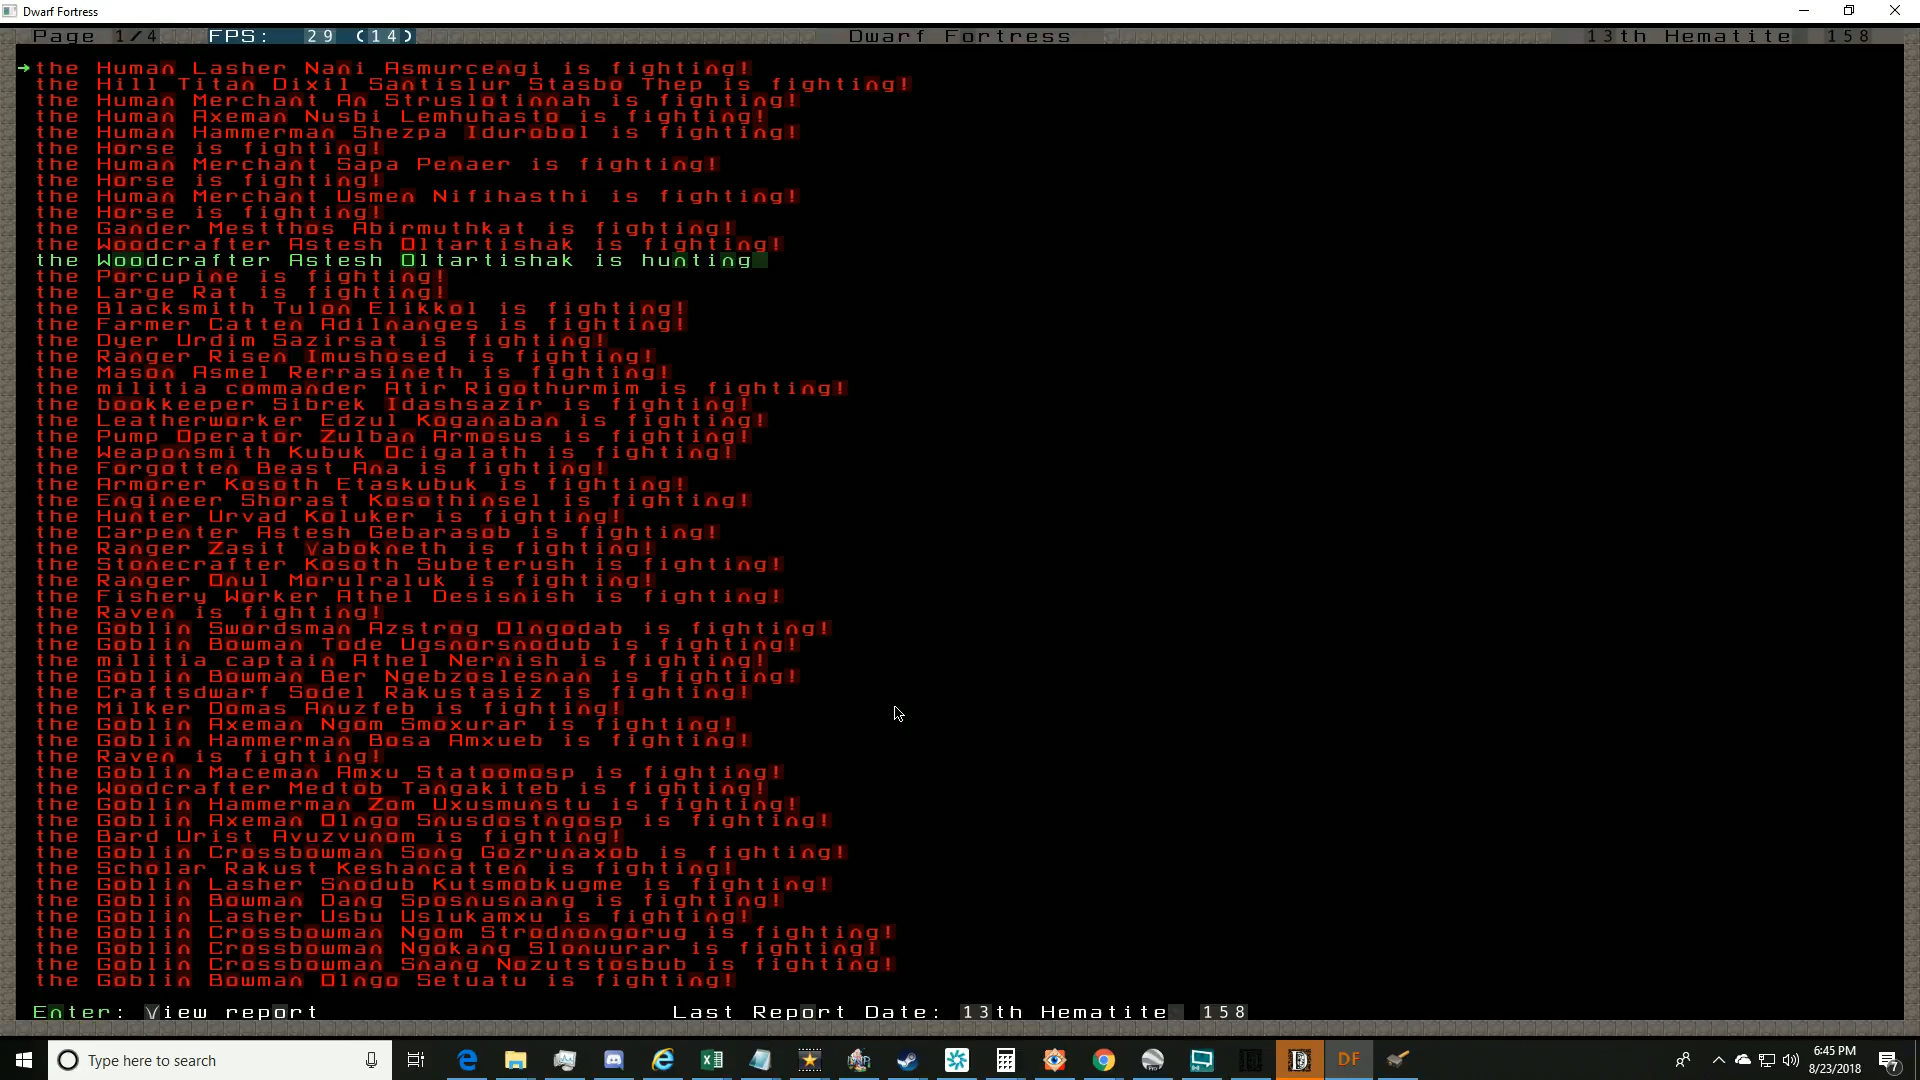 Dwarf Fortress
Page 1/4 FPS: 29 (14) Dwarf Fortress 13th Hematite 158
the Human Lasher Nani Asmurcengi is fighting!
the Hill Titan Dixil Santislur Stasbo Thep is fighting!
the Human Merchant An Struslotinnah is fighting!
the Human Axeman Nusbi Lemhuhasto is fighting!
the Human Hammerman Shezpa Idurobol is fighting!
the Horse is fighting!
the Human Merchant Sapa Penaer is fighting!
the Horse is fighting!
the Human Merchant Usmen Nifihasthi is fighting!
the Horse is fighting!
the Gander Mestthos Abirmuthkat is fighting!
the Woodcrafter Astesh Oltartishak is fighting!
the Woodcrafter Astesh Oltartishak is hunting
the Porcupine is fighting!
the Large Rat is fighting!
the Blacksmith Tulon Elikkol is fighting!
the Farmer Catten Adilnanges is fighting!
the Dyer Urdim Sazirsat is fighting!
the Ranger Risen Imushosed is fighting!
the Mason Asmel Rerrasineth is fighting!
the militia commander Atir Rigothurmim is fighting!
the bookkeeper Sibrek Idashsazir is fighting!
the Leatherworker Edzul Koganaban is fighting!
the Pump Operator Zulban Armosus is fighting!
the Weaponsmith Kubuk Ocigalath is fighting!
the Forgotten Beast Ana is fighting!
the Armorer Kosoth Etaskubuk is fighting!
the Engineer Shorast Kosothinsel is fighting!
the Hunter Urvad Koluker is fighting!
the Carpenter Astesh Gebarasob is fighting!
the Ranger Zasit Vabokneth is fighting!
the Stonecrafter Kosoth Subeterush is fighting!
the Ranger Onul Morulraluk is fighting!
the Fishery Worker Athel Desisnish is fighting!
the Raven is fighting!
the Goblin Swordsman Azstrog Olngodab is fighting!
the Goblin Bowman Tode Ugsnorsnodub is fighting!
the militia captain Athel Nernish is fighting!
the Goblin Bowman Ber Ngebzoslesnan is fighting!
the Craftsdwarf Sodel Rakustasiz is fighting!
the Milker Domas Anuzfeb is fighting!
the Goblin Axeman Ngom Smoxurar is fighting!
the Goblin Hammerman Bosa Amxueb is fighting!
the Raven is fighting!
the Goblin Maceman Amxu Statoomosp is fighting!
the Woodcrafter Medtob Tangakiteb is fighting!
the Goblin Hammerman Zom Uxusmunstu is fighting!
the Goblin Axeman Olngo Snusdostngosp is fighting!
the Bard Urist Avuzvunom is fighting!
the Goblin Crossbowman Song Gozrunaxob is fighting!
the Scholar Rakust Keshancatten is fighting!
the Goblin Lasher Snodub Kutsmobkugme is fighting!
the Goblin Bowman Dang Sposnusnang is fighting!
the Goblin Lasher Usbu Uslukamxu is fighting!
the Goblin Crossbowman Ngom Strodnongorug is fighting!
the Goblin Crossbowman Ngokang Slonuurar is fighting!
the Goblin Crossbowman Snang Nozutstosbub is fighting!
the Goblin Bowman Olngo Setuatu is fighting!
Enter: View report Last Report Date: 13th Hematite 158
Type here to search DF 6:45 PM
8/23/2018 7